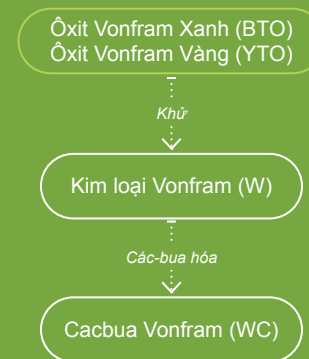 Ôxit Vonfram Xanh (BTO)
Ôxit Vonfram Vàng (YTO)
Khử
Kim loại Vonfram (W)
Các-bua hóa
Cacbua Vonfram (WC)